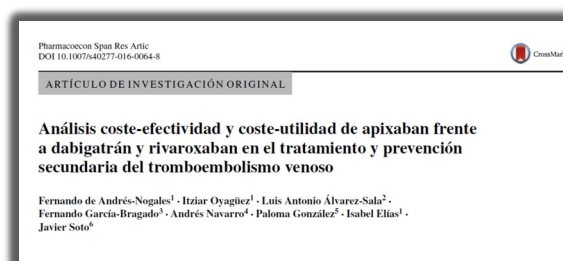 Pharmacoecon Span Res Artic
DOI 10.1007/s40277-016-0064-8
CrossMark
ARTÍCULO DE INVESTIGACIÓN ORIGINAL
Análisis coste-efectividad y coste-utilidad de apixaban frente
a dabigatrán y rivaroxaban en el tratamiento y prevención
secundaria del tromboembolismo venoso
Fernando de Andrés-Nogales¹ · Itziar Oyagüez¹ · Luis Antonio Álvarez-Sala² ·
Fernando García-Bragado³ · Andrés Navarro⁴ · Paloma González⁵ · Isabel Elías¹ ·
Javier Soto⁶